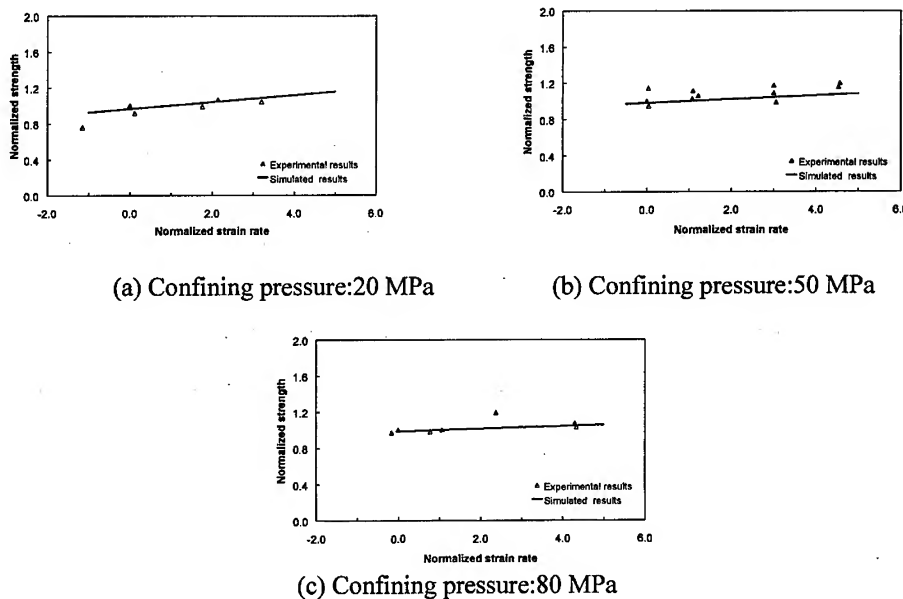 2.0
1.6
1.2
0.8
0.4
0.0
Normalized strength
-2.0 0.0 2.0 4.0 6.0
Normalized strain rate
Experimental results
Simulated results
(a) Confining pressure:20 MPa
2.0
1.6
1.2
0.8
0.4
0.0
Normalized strength
-2.0 0.0 2.0 4.0 6.0
Normalized strain rate
Experimental results
Simulated results
(b) Confining pressure:50 MPa
2.0
1.6
1.2
0.8
0.4
0.0
Normalized strength
-2.0 0.0 2.0 4.0 6.0
Normalized strain rate
Experimental results
Simulated results
(c) Confining pressure:80 MPa